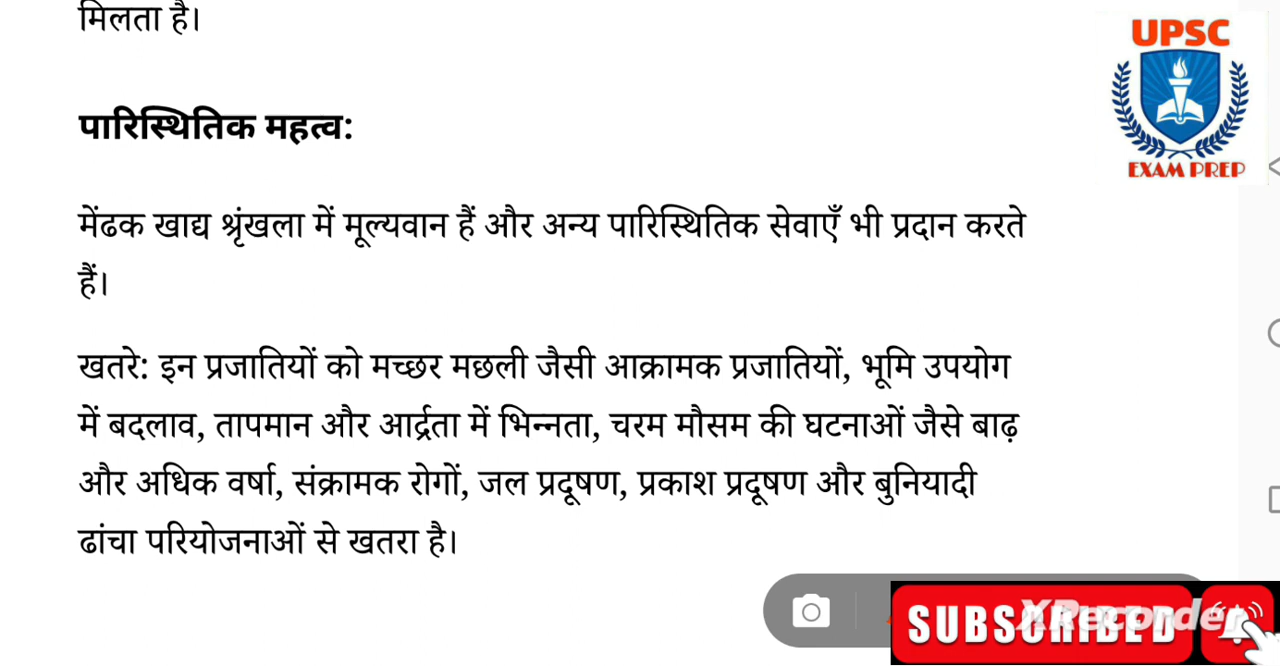 मिलता है।
UPSC
EXAM PREP
पारिस्थितिक महत्व:
मेंढक खाद्य श्रृंखला में मूल्यवान हैं और अन्य पारिस्थितिक सेवाएँ भी प्रदान करते
हैं।
खतरे: इन प्रजातियों को मच्छर मछली जैसी आक्रामक प्रजातियों, भूमि उपयोग
में बदलाव, तापमान और आर्द्रता में भिन्नता, चरम मौसम की घटनाओं जैसे बाढ़
और अधिक वर्षा, संक्रामक रोगों, जल प्रदूषण, प्रकाश प्रदूषण और बुनियादी
ढांचा परियोजनाओं से खतरा है।
SUBSCRIBED
XRecorder